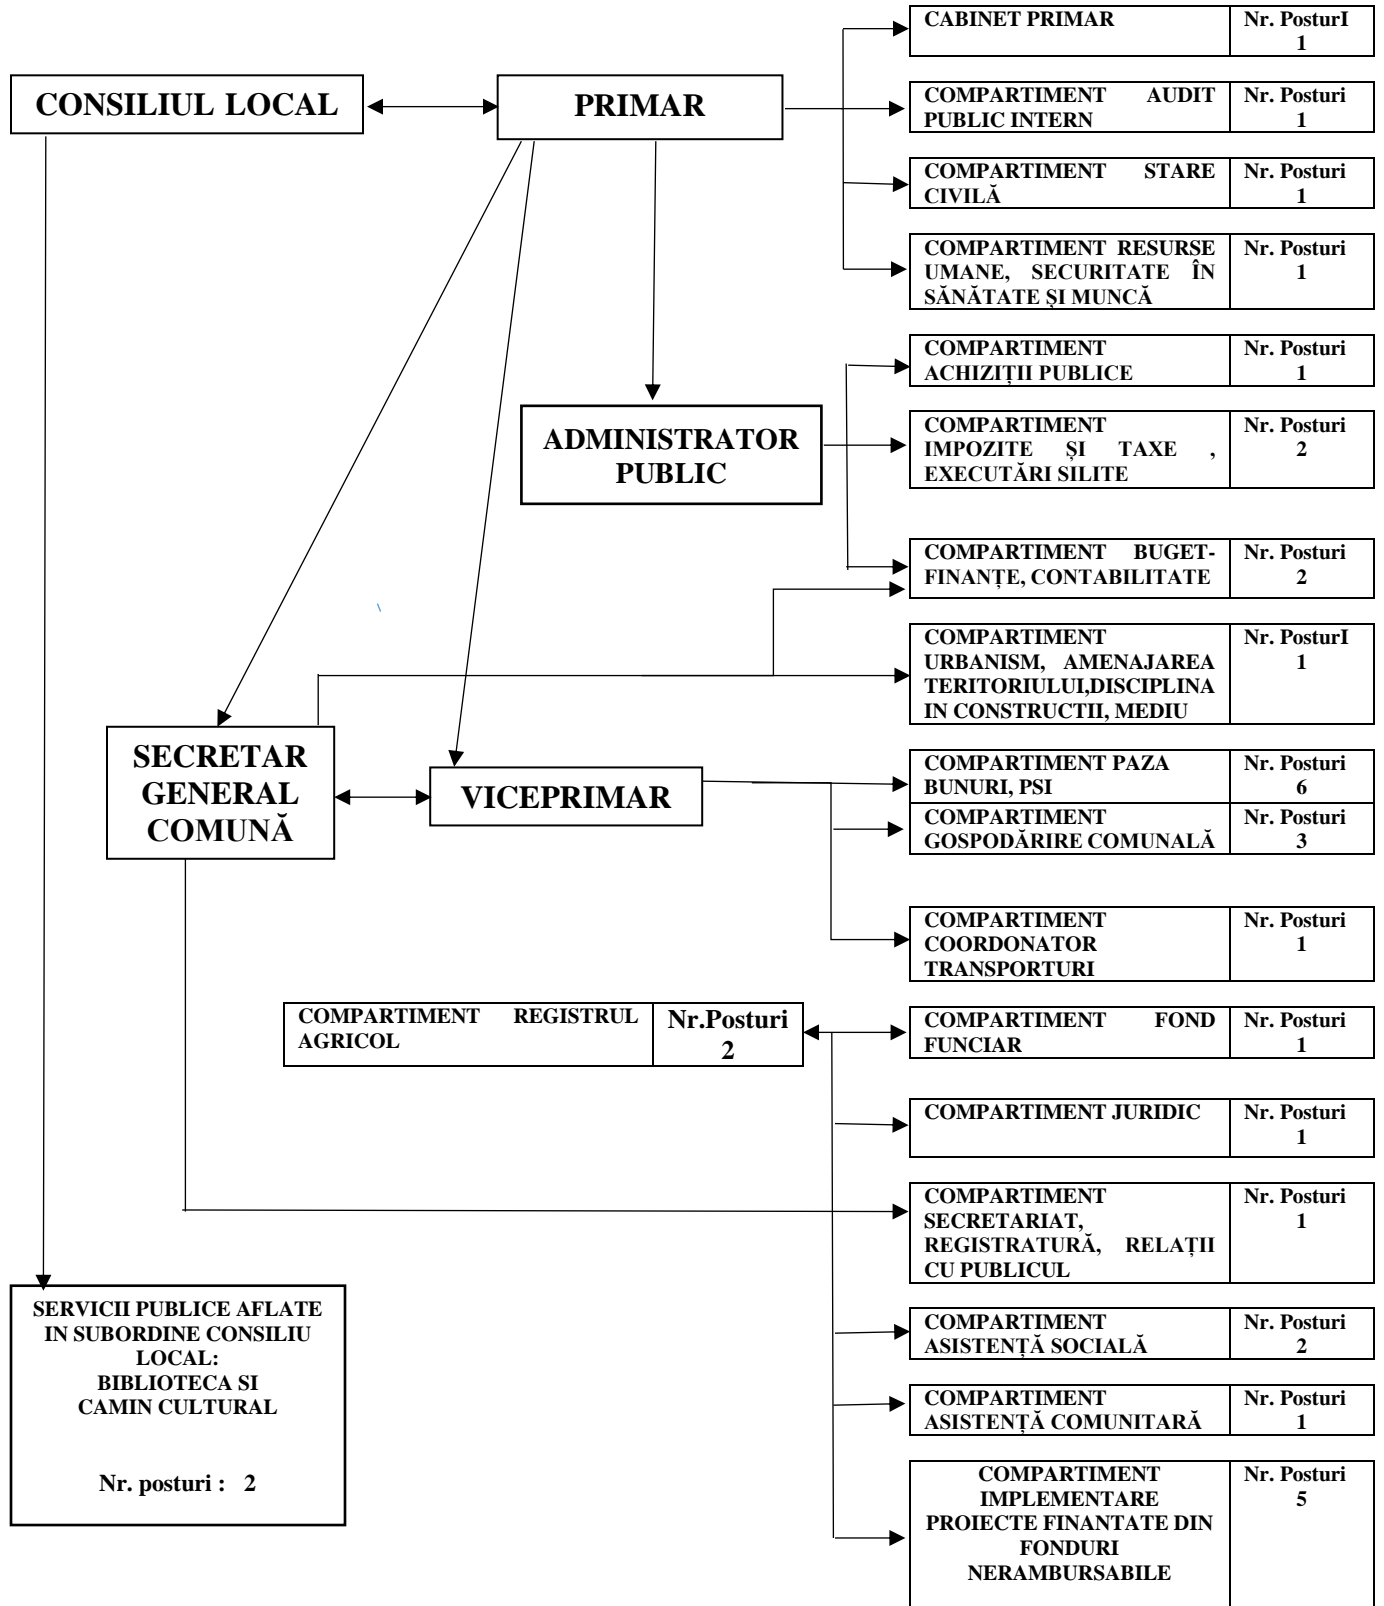 CABINET PRIMAR
Nr. PosturI
1
CONSILIUL LOCAL
PRIMAR
COMPARTIMENT AUDIT
PUBLIC INTERN
Nr. Posturi
1
COMPARTIMENT STARE
CIVILĂ
Nr. Posturi
1
COMPARTIMENT RESURSE
UMANE, SECURITATE ÎN
SĂNĂTATE ȘI MUNCĂ
Nr. Posturi
1
COMPARTIMENT
ACHIZIȚII PUBLICE
Nr. Posturi
1
ADMINISTRATOR
PUBLIC
COMPARTIMENT
IMPOZITE ȘI TAXE ,
EXECUTĂRI SILITE
Nr. Posturi
2
COMPARTIMENT BUGET-
FINANȚE, CONTABILITATE
Nr. Posturi
2
\
COMPARTIMENT
URBANISM, AMENAJAREA
TERITORIULUI,DISCIPLINA
IN CONSTRUCTII, MEDIU
Nr. PosturI
1
SECRETAR
GENERAL
COMUNĂ
VICEPRIMAR
COMPARTIMENT PAZA
BUNURI, PSI
Nr. Posturi
6
COMPARTIMENT
GOSPODĂRIRE COMUNALĂ
Nr. Posturi
3
COMPARTIMENT
COORDONATOR
TRANSPORTURI
Nr. Posturi
1
COMPARTIMENT REGISTRUL
AGRICOL
Nr.Posturi
2
COMPARTIMENT FOND
FUNCIAR
Nr. Posturi
1
COMPARTIMENT JURIDIC
Nr. Posturi
1
COMPARTIMENT
SECRETARIAT,
REGISTRATURĂ, RELAȚII
CU PUBLICUL
Nr. Posturi
1
SERVICII PUBLICE AFLATE
IN SUBORDINE CONSILIU
LOCAL:
BIBLIOTECA SI
CAMIN CULTURAL
Nr. posturi : 2
COMPARTIMENT
ASISTENȚĂ SOCIALĂ
Nr. Posturi
2
COMPARTIMENT
ASISTENȚĂ COMUNITARĂ
Nr. Posturi
1
COMPARTIMENT
IMPLEMENTARE
PROIECTE FINANTATE DIN
FONDURI
NERAMBURSABILE
Nr. Posturi
5